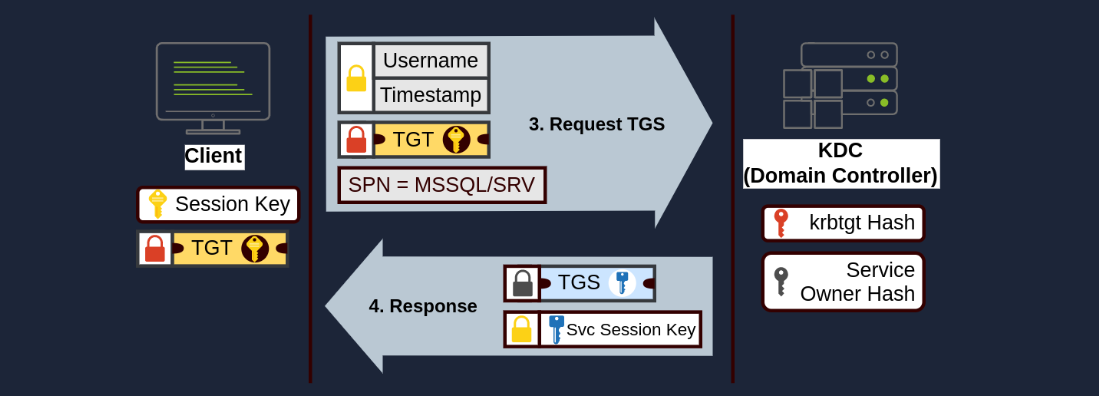 Client
Session Key
TGT
Username
Timestamp
TGT
SPN = MSSQL/SRV
3. Request TGS
4. Response
TGS
Svc Session Key
KDC
(Domain Controller)
krbtgt Hash
Service
Owner Hash